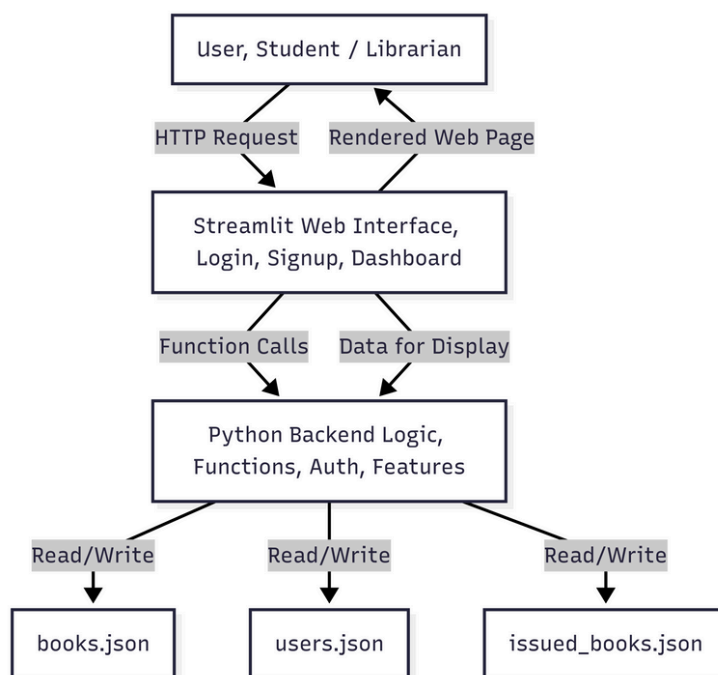 User, Student / Librarian
HTTP Request
Rendered Web Page
Streamlit Web Interface,
Login, Signup, Dashboard
Function Calls
Data for Display
Python Backend Logic,
Functions, Auth, Features
Read/Write
Read/Write
Read/Write
books.json
users.json
issued_books.json